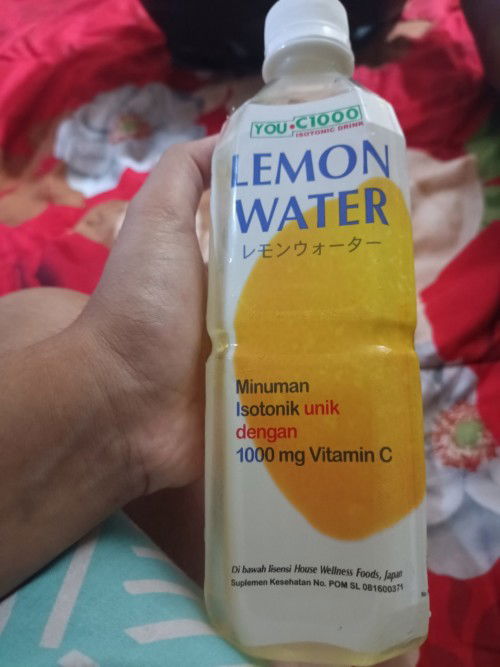 YOU•C1000
ISOTONIC DRINK
LEMON
WATER
レモンウォーター
Minuman
Isotonik unik
dengan
1000 mg Vitamin C
Di bawah lisensi House Wellness Foods, Japan
Suplemen Kesehatan No. POM SL 081600371